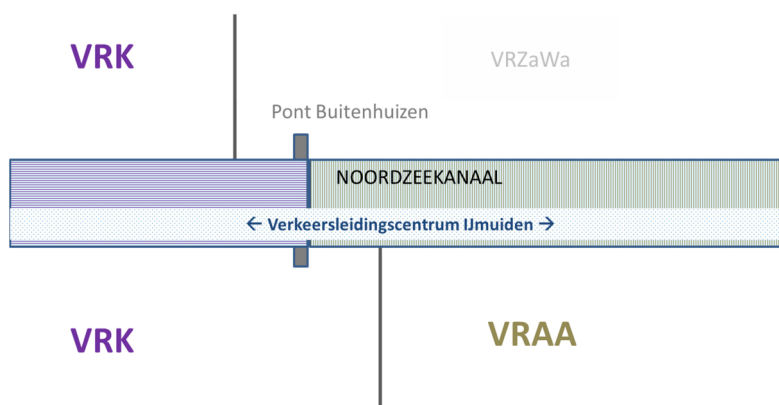 VRK
VRZaWa
Pont Buitenhuizen
NOORDZEEKANAAL
← Verkeersleidingscentrum IJmuiden →
VRK
VRAA